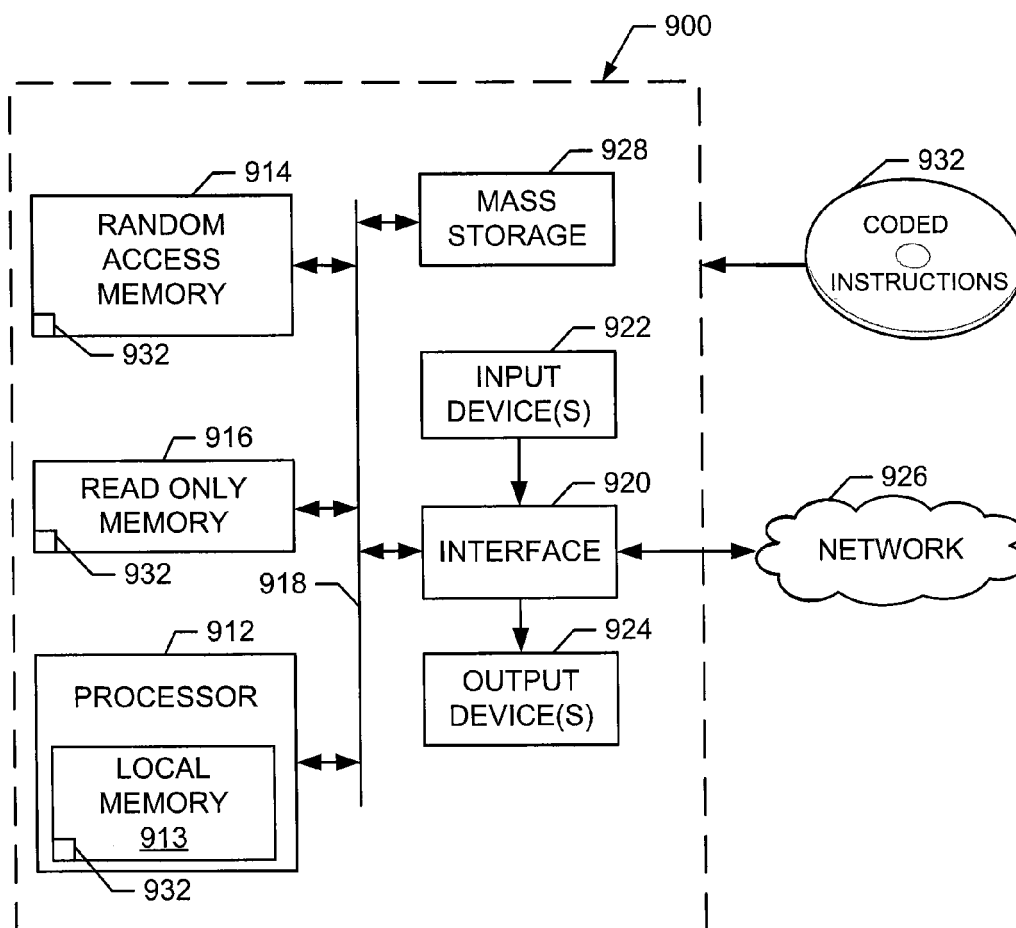 900
914
RANDOM
ACCESS
MEMORY
932
928
MASS
STORAGE
932
CODED
INSTRUCTIONS
922
INPUT
DEVICE(S)
916
READ ONLY
MEMORY
932
920
INTERFACE
926
NETWORK
918
912
PROCESSOR
LOCAL
MEMORY
913
932
924
OUTPUT
DEVICE(S)